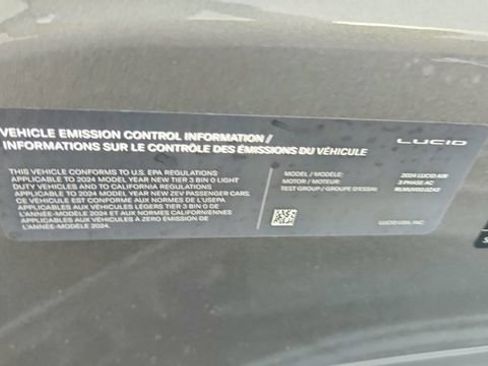 VEHICLE EMISSION CONTROL INFORMATION /
INFORMATIONS SUR LE CONTRÔLE DES ÉMISSIONS DU VÉHICULE
LUCID
THIS VEHICLE CONFORMS TO U.S. EPA REGULATIONS
APPLICABLE TO 2024 MODEL YEAR NEW TIER 3 BIN 0 LIGHT
DUTY VEHICLES AND TO CALIFORNIA REGULATIONS
APPLICABLE TO 2024 MODEL YEAR NEW ZEV PASSENGER CARS.
CE VÉHICULE EST CONFORME AUX NORMES DE L'USEPA
APPLICABLES AUX VÉHICULES LÉGERS TIER 3 BIN 0 DE
L'ANNÉE-MODÈLE 2024 ET AUX NORMES CALIFORNIENNES
APPLICABLES AUX VÉHICULES À ZÉRO ÉMISSION DE
L'ANNÉE-MODÈLE 2024.
MODEL / MODÈLE: 2024 LUCID AIR
MOTOR / MOTEUR: 3 PHASE AC
TEST GROUP / GROUPE D'ESSAI:
LUCID USA, INC.